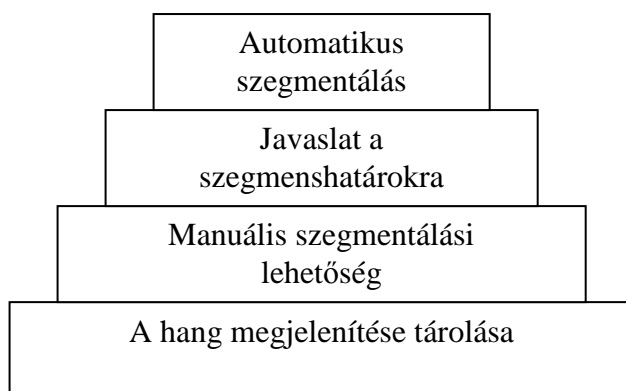 Automatikus
szegmentálás
Javaslat a
szegmenshatárokra
Manuális szegmentálási
lehetőség
A hang megjelenítése tárolása